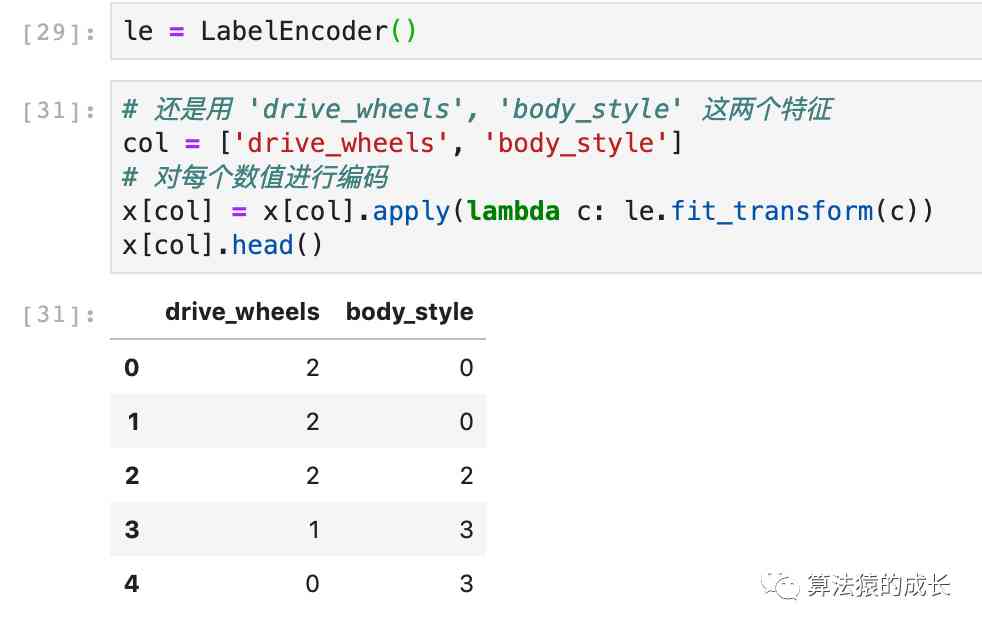 [29]: le = LabelEncoder()
[31]: # 还是用 'drive_wheels', 'body_style' 这两个特征
col = ['drive_wheels', 'body_style']
# 对每个数值进行编码
x[col] = x[col].apply(lambda c: le.fit_transform(c))
x[col].head()
[31]: drive_wheels body_style
0 2 0
1 2 0
2 2 2
3 1 3
4 0 3
算法猿的成长